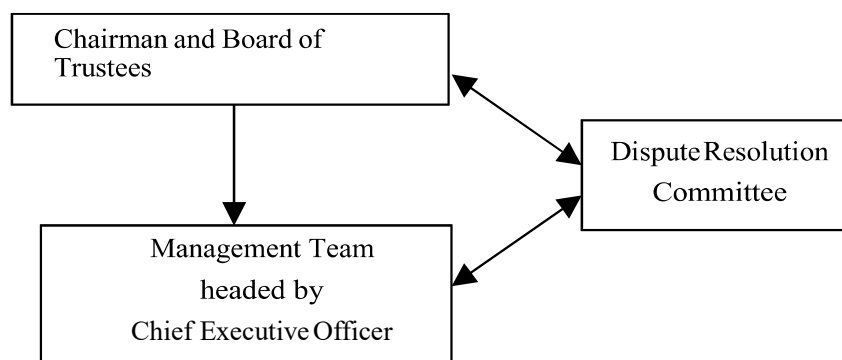 Chairman and Board of
Trustees
Dispute Resolution
Committee
Management Team
headed by
Chief Executive Officer